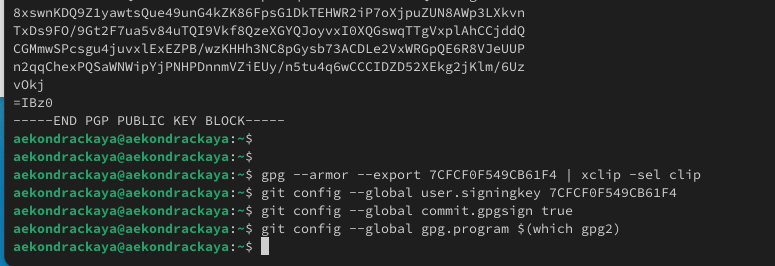 8xswnKDQ9Z1yawtsQue49unG4kZK86FpsG1DkTEHWR2iP7oXjpuZUN8AWp3LXkvn
TxDs9FO/9Gt2F7ua5v84uTQI9Vkf8QzeXGYQJoyvxI0XQGswqTTgVxplAhCCjddQ
CGMmwSPcsgu4juvxlExEZPB/wzKHHh3NC8pGysb73ACDLe2VxWRGpQE6R8VJeUUP
n2qqChexPQSaWNWipYjPNHPDnnmVZiEUy/n5tu4q6wCCCIDZD52XEkg2jKlm/6Uz
vOkj
=IBz0
-----END PGP PUBLIC KEY BLOCK-----
aekondrackaya@aekondrackaya:~$
aekondrackaya@aekondrackaya:~$
aekondrackaya@aekondrackaya:~$ gpg --armor --export 7CFCF0F549CB61F4 | xclip -sel clip
aekondrackaya@aekondrackaya:~$ git config --global user.signingkey 7CFCF0F549CB61F4
aekondrackaya@aekondrackaya:~$ git config --global commit.gpgsign true
aekondrackaya@aekondrackaya:~$ git config --global gpg.program $(which gpg2)
aekondrackaya@aekondrackaya:~$